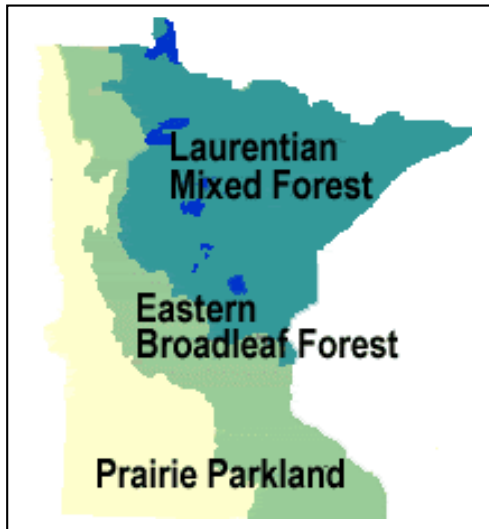 Laurentian
Mixed Forest
Eastern
Broadleaf Forest
Prairie Parkland